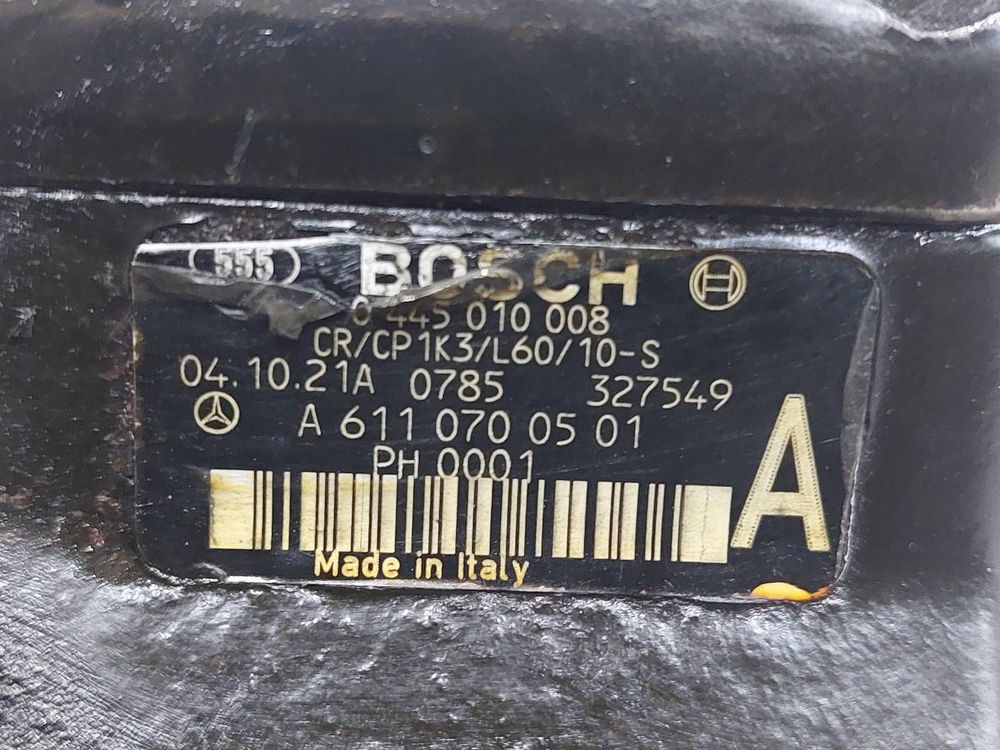 555 BOSCH
0 445 010 008
CR/CP1K3/L60/10-S
04.10.21A 0785 327549
A 611 070 05 01
PH 0001
A
Made in Italy